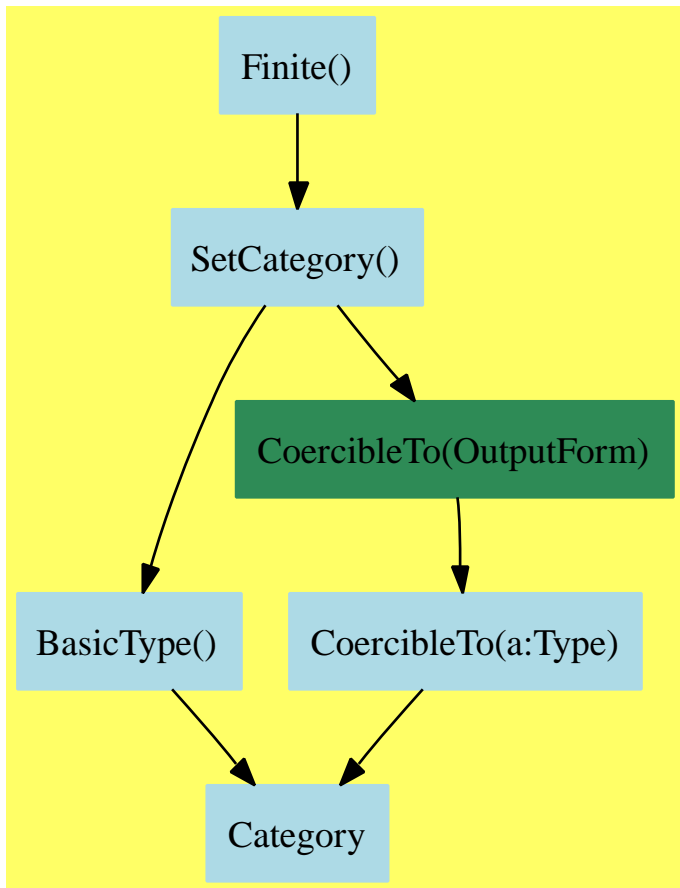 Finite()
SetCategory()
CoercibleTo(OutputForm)
BasicType()
CoercibleTo(a:Type)
Category